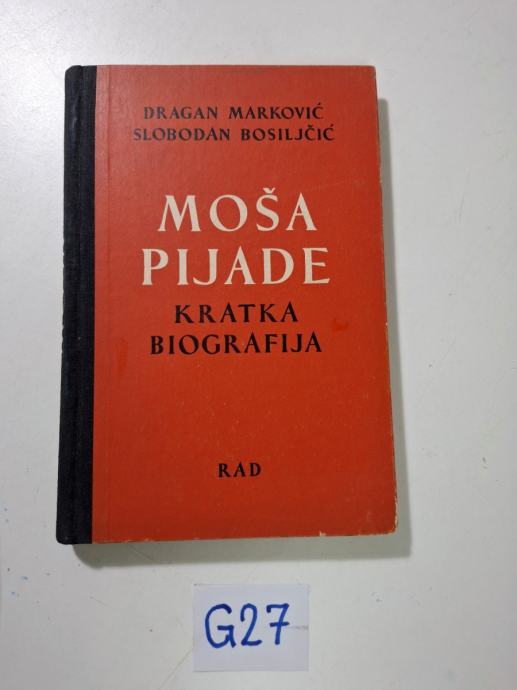 DRAGAN MARKOVIĆ
SLOBODAN BOSILJČIĆ
MOŠA
PIJADE
KRATKA
BIOGRAFIJA
RAD
G27